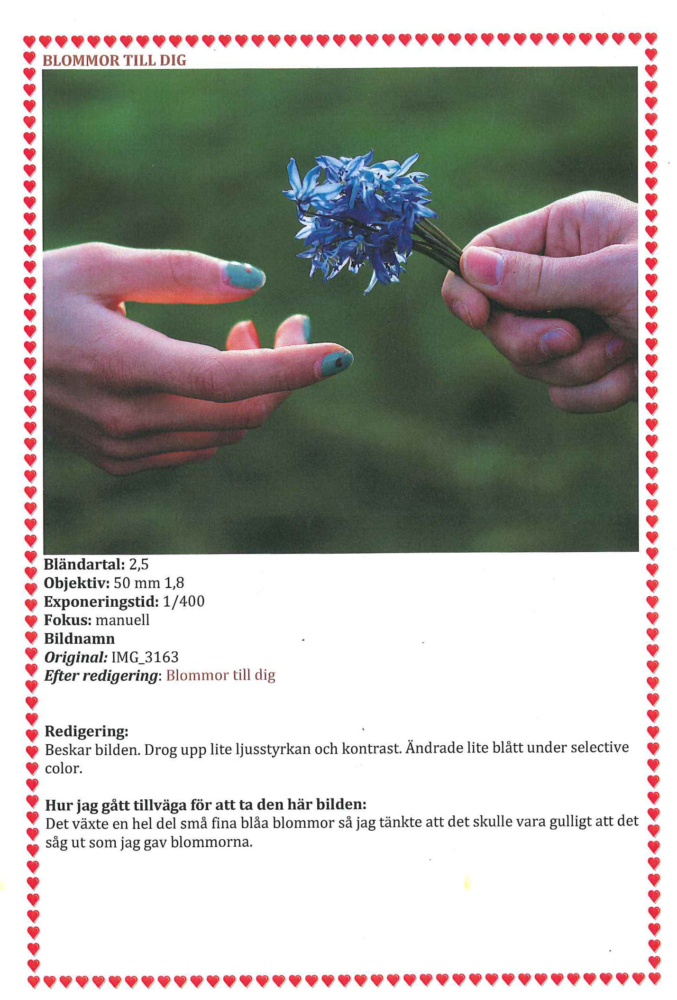 BLOMMOR TILL DIG
Bländartal: 2,5
Objektiv: 50 mm 1,8
Exponeringstid: 1/400
Fokus: manuell
Bildnamn
Original: IMG_3163
Efter redigering: Blommor till dig
Redigering:
Beskar bilden. Drog upp lite ljusstyrkan och kontrast. Ändrade lite blått under selective
color.
Hur jag gått tillväga för att ta den här bilden:
Det växte en hel del små fina blåa blommor så jag tänkte att det skulle vara gulligt att det
såg ut som jag gav blommorna.